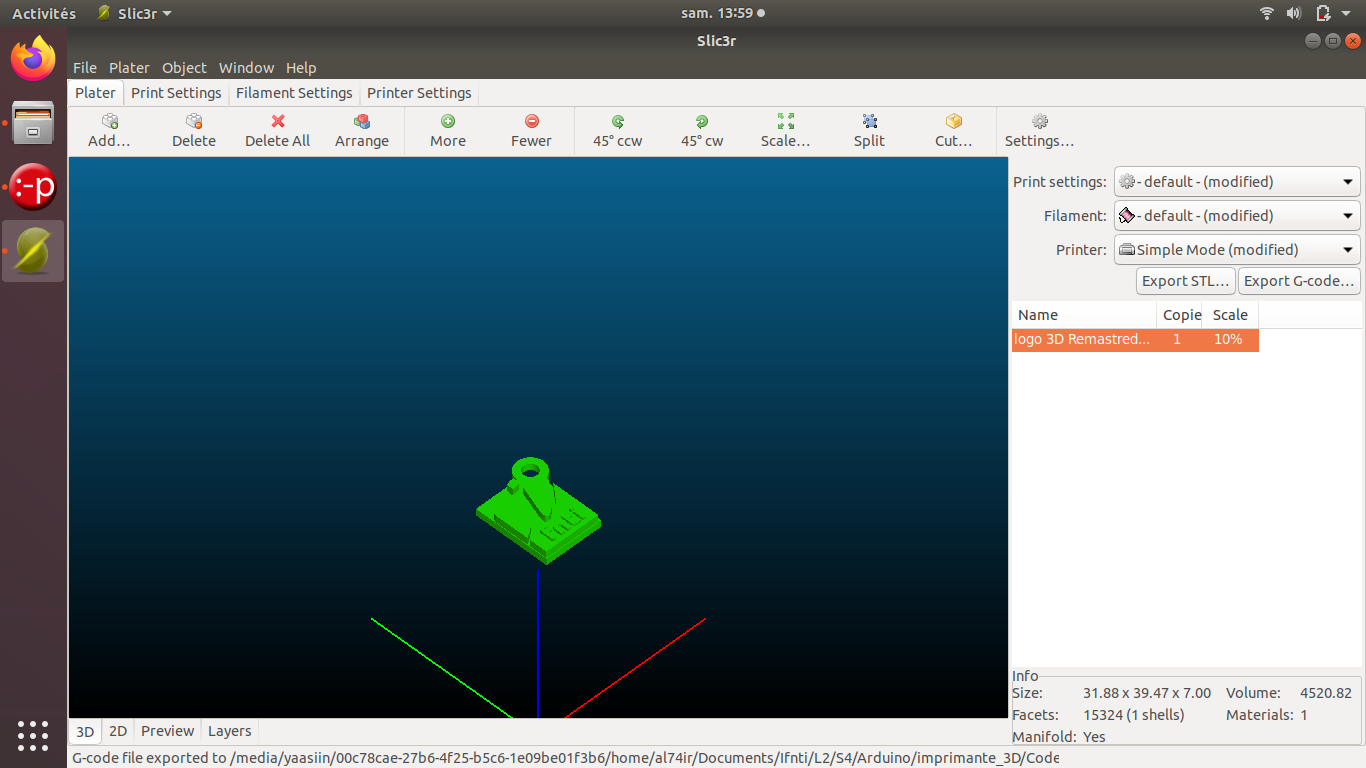 Activités Slic3r sam. 13:59
Slic3r
File Plater Object Window Help
Plater Print Settings Filament Settings Printer Settings
Add… Delete Delete All Arrange More Fewer 45° ccw 45° cw Scale… Split Cut… Settings…
:-p
Print settings: - default - (modified)
Filament: - default - (modified)
Printer: Simple Mode (modified)
Export STL… Export G-code…
Name Copie Scale
logo 3D Remastred... 1 10%
Info
Size: 31.88 x 39.47 x 7.00 Volume: 4520.82
Facets: 15324 (1 shells) Materials: 1
Manifold: Yes
3D 2D Preview Layers
G-code file exported to /media/yaasiin/00c78cae-27b6-4f25-b5c6-1e09be01f3b6/home/al74ir/Documents/Ifnti/L2/S4/Arduino/imprimante_3D/Code